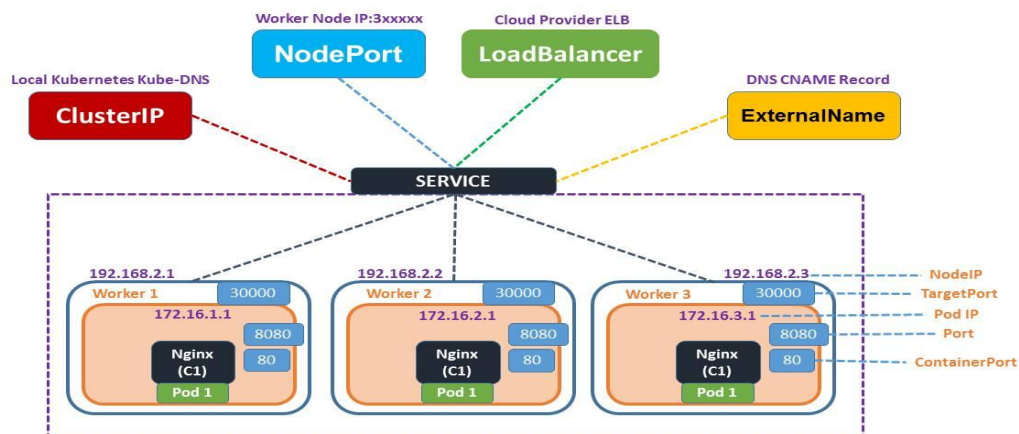 Worker Node IP:3xxxxx
Cloud Provider ELB
NodePort
LoadBalancer
Local Kubernetes Kube-DNS
DNS CNAME Record
ClusterIP
ExternalName
SERVICE
192.168.2.1
192.168.2.2
192.168.2.3
NodeIP
Worker 1
30000
Worker 2
30000
Worker 3
30000
TargetPort
172.16.1.1
172.16.2.1
172.16.3.1
Pod IP
8080
8080
8080
Port
Nginx
(C1)
80
Nginx
(C1)
80
Nginx
(C1)
80
ContainerPort
Pod 1
Pod 1
Pod 1